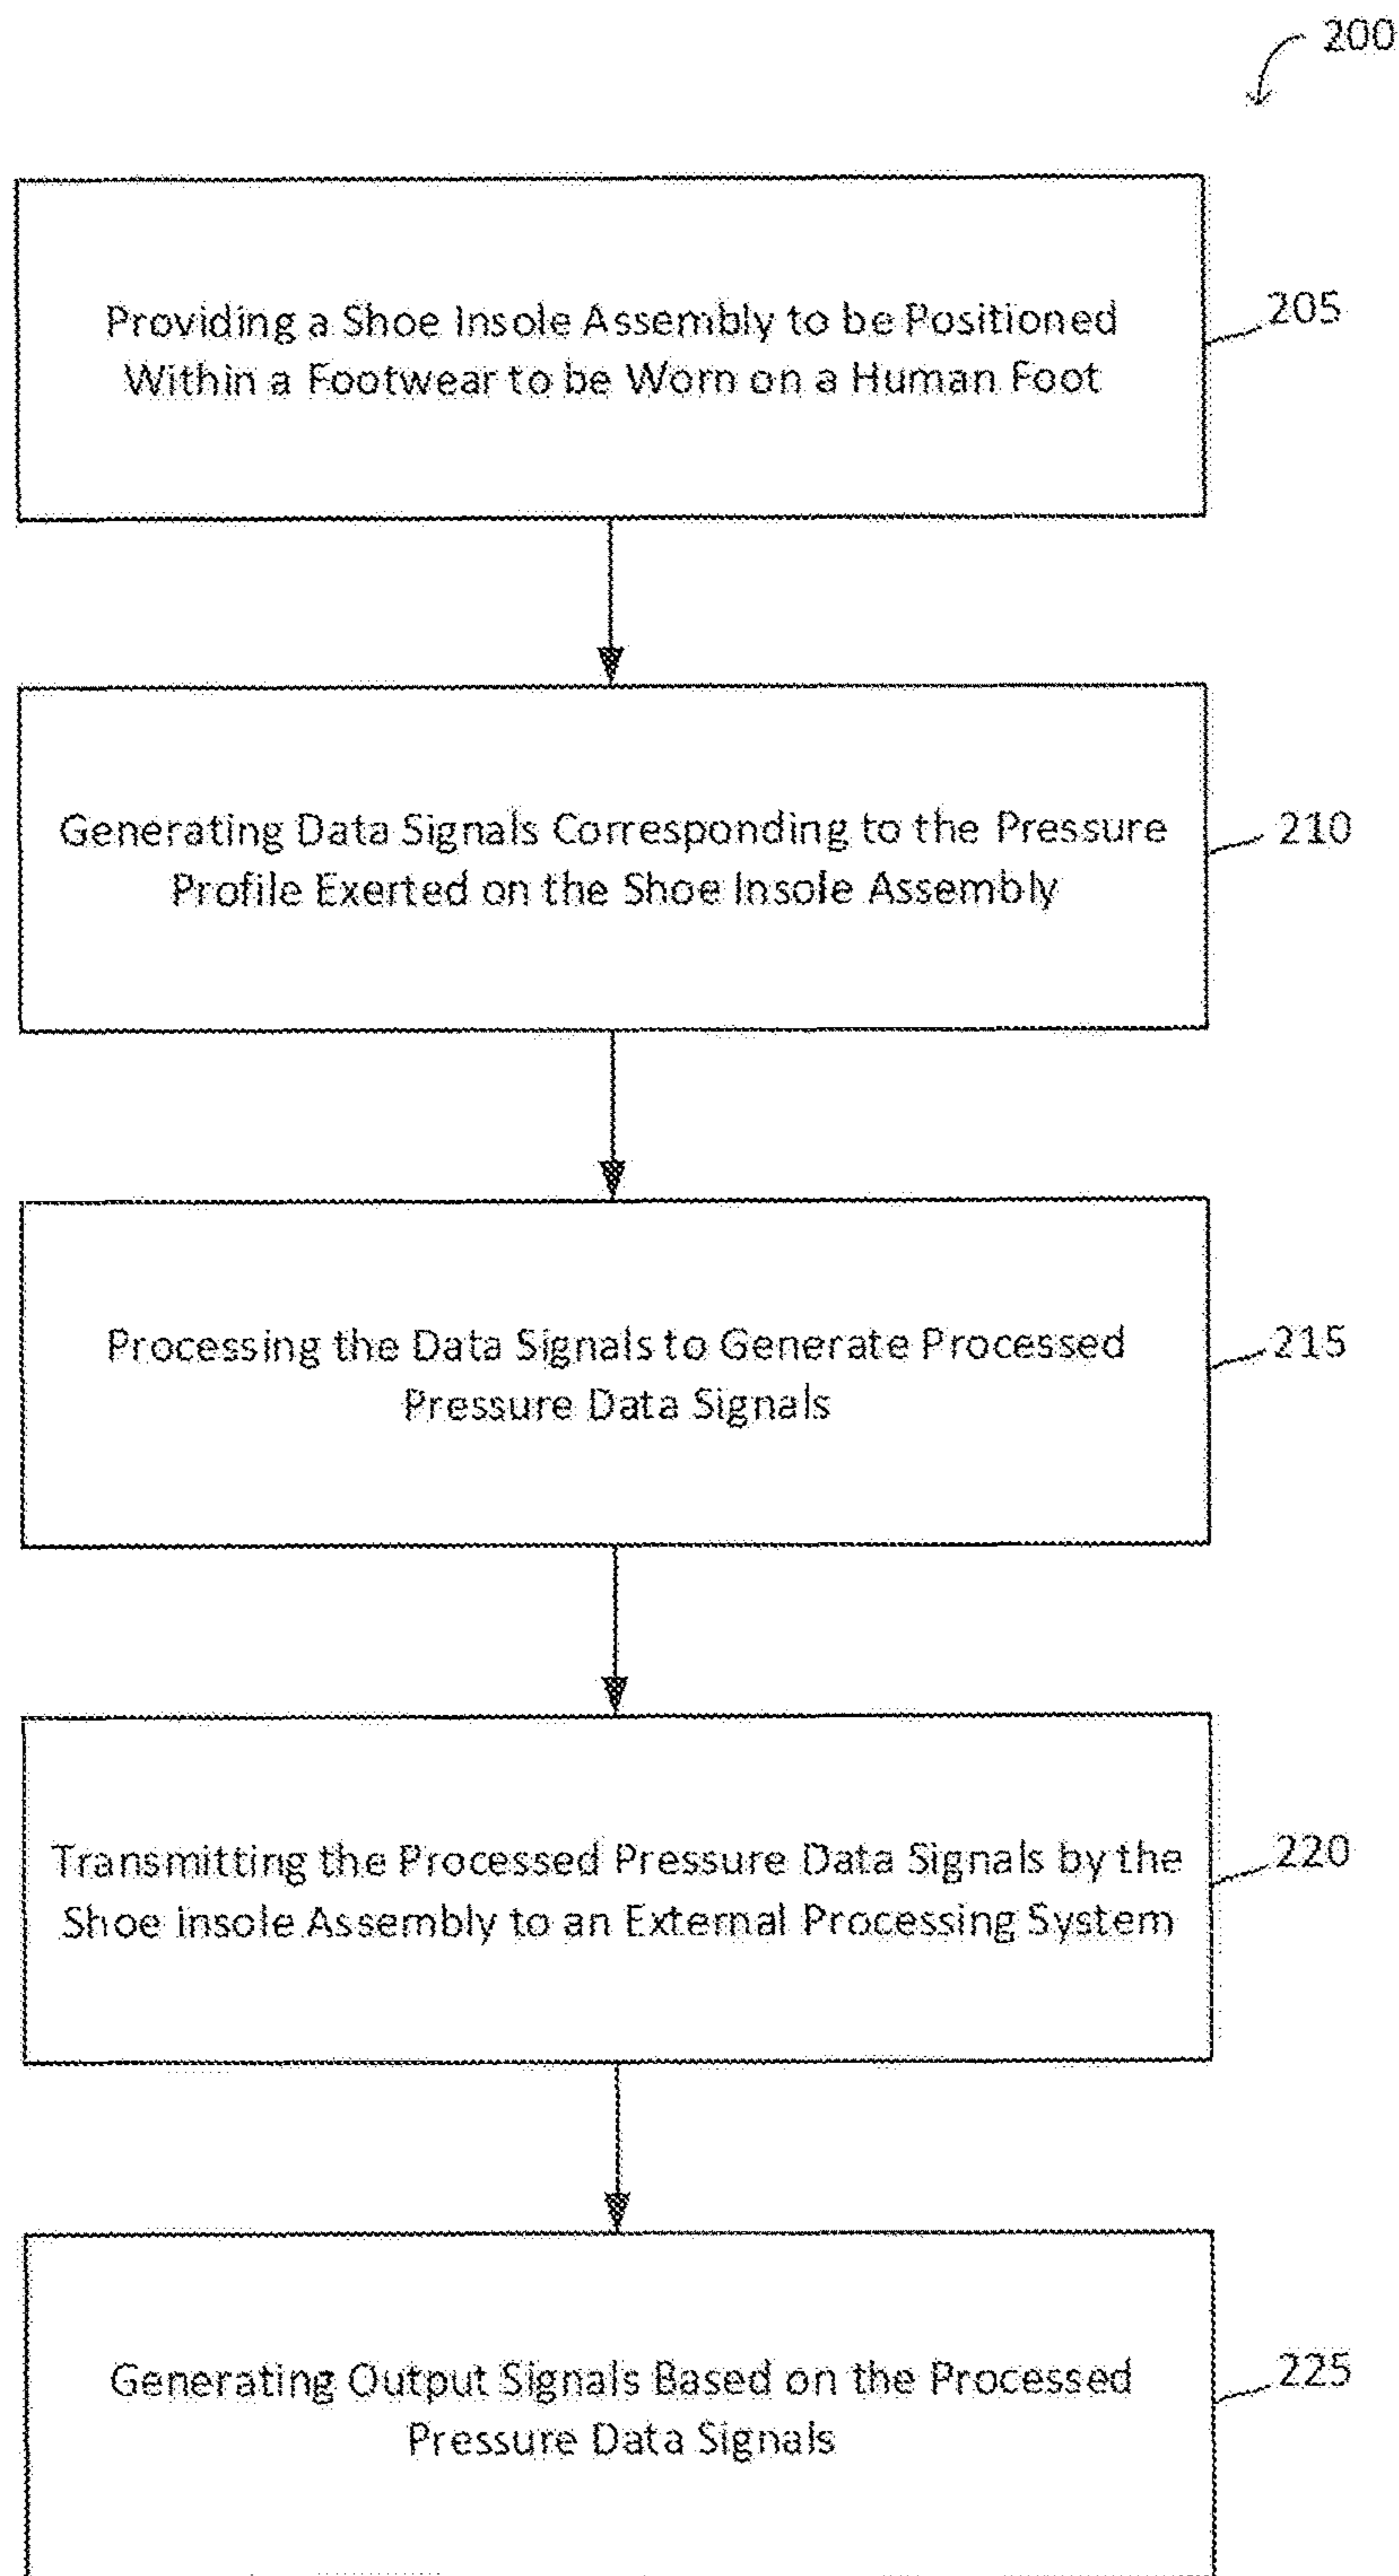 200
Providing a Shoe Insole Assembly to be Positioned
Within a Footwear to be Worn on a Human Foot
205
Generating Data Signals Corresponding to the Pressure
Profile Exerted on the Shoe Insole Assembly
210
Processing the Data Signals to Generate Processed
Pressure Data Signals
215
Transmitting the Processed Pressure Data Signals by the
Shoe Insole Assembly to an External Processing System
220
Generating Output Signals Based on the Processed
Pressure Data Signals
225